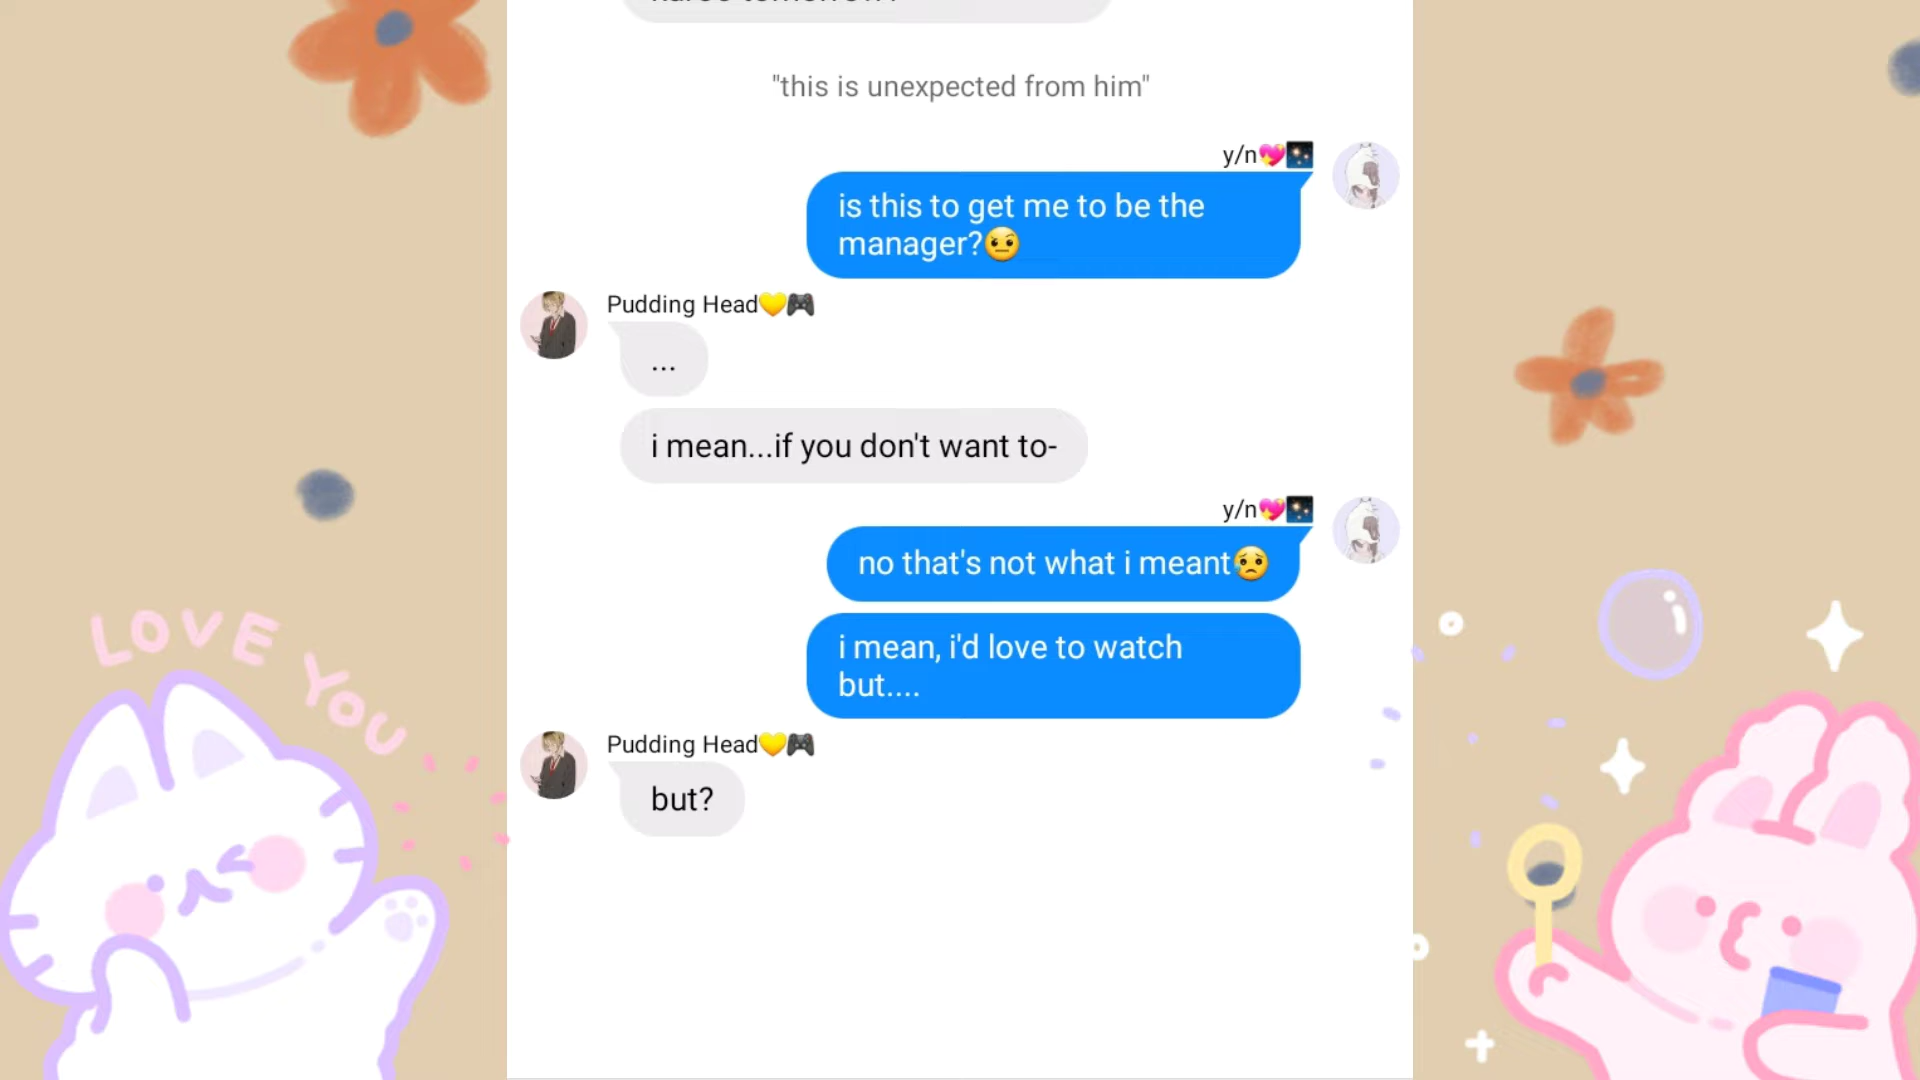 "this is unexpected from him"
y/n💖🎇
is this to get me to be the
manager?🤨
Pudding Head💛🎮
...
i mean...if you don't want to-
y/n💖🎇
no that's not what i meant😥
i mean, i'd love to watch
but....
Pudding Head💛🎮
but?
LOVE
YOU